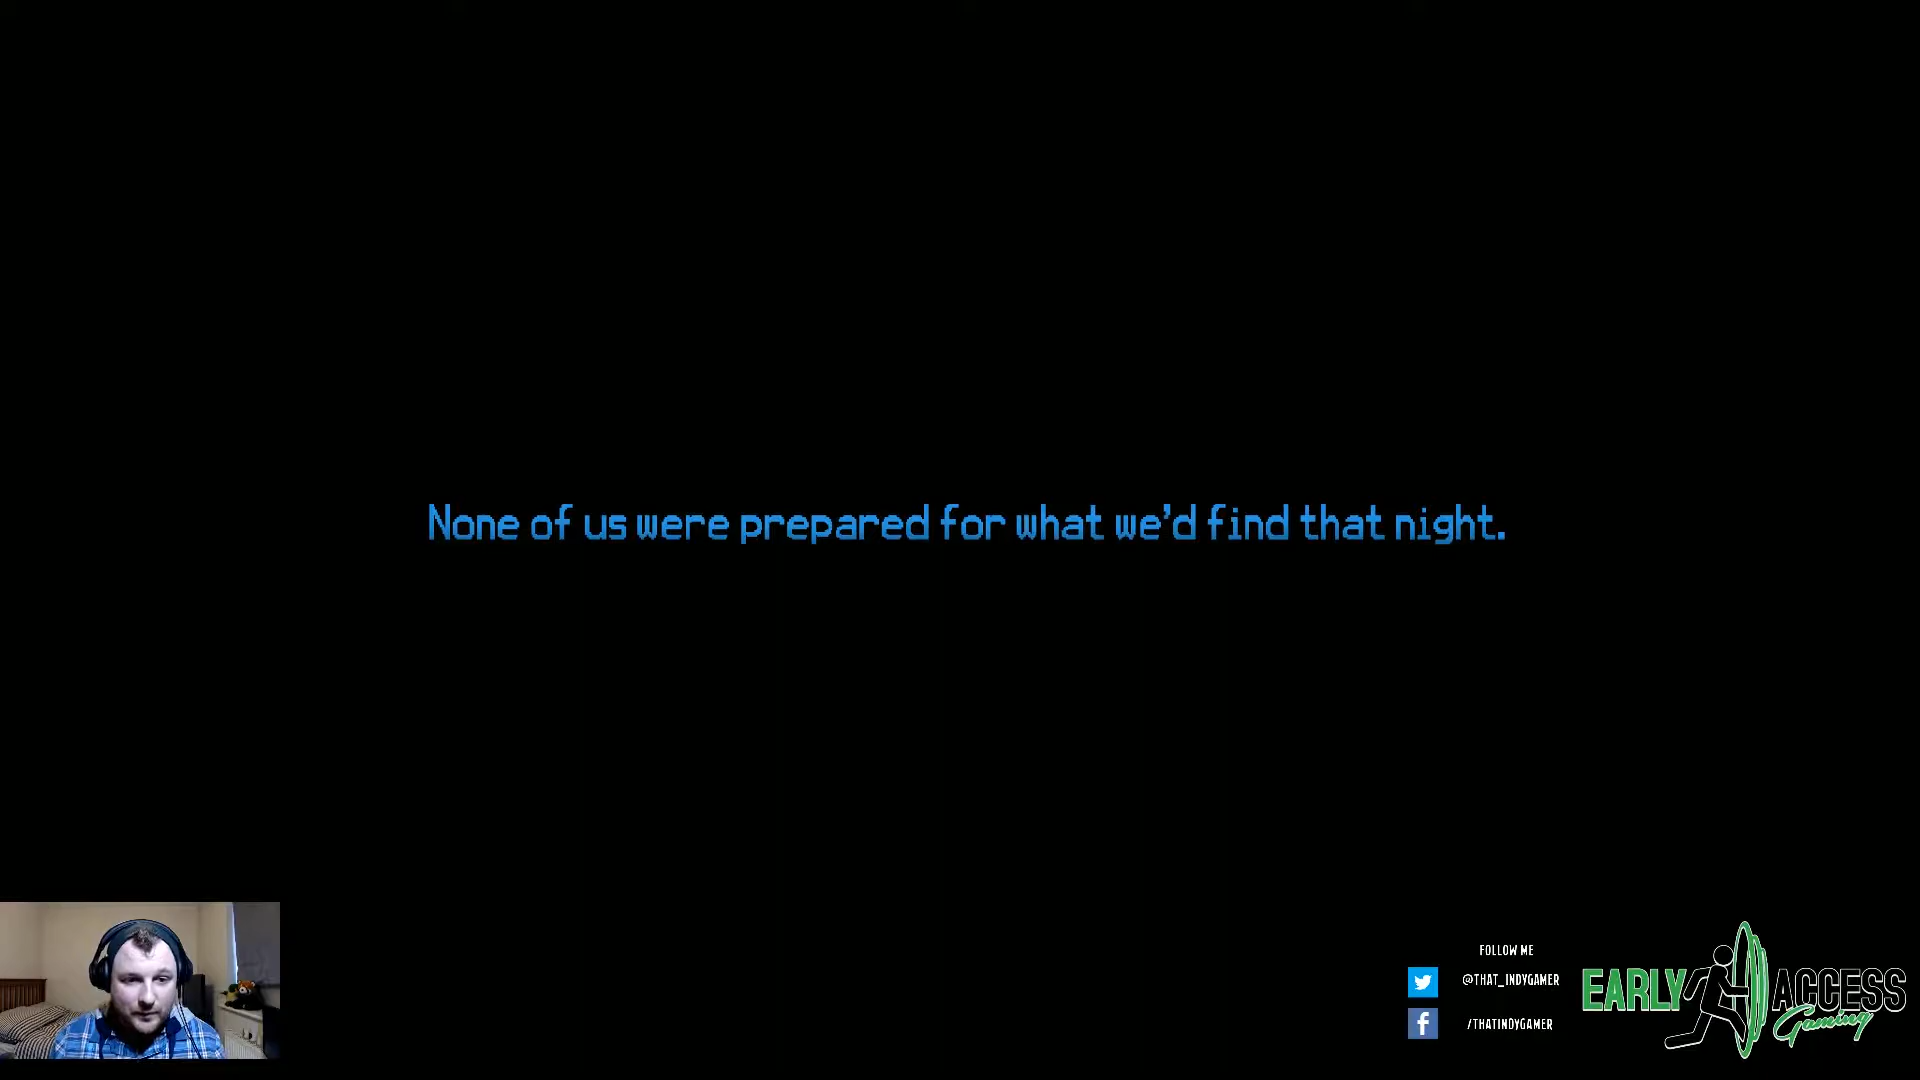 None of us were prepared for what we'd find that night.
FOLLOW ME
@THAT_INDYGAMER
/THATINDYGAMER
EARLY ACCESS
Gaming